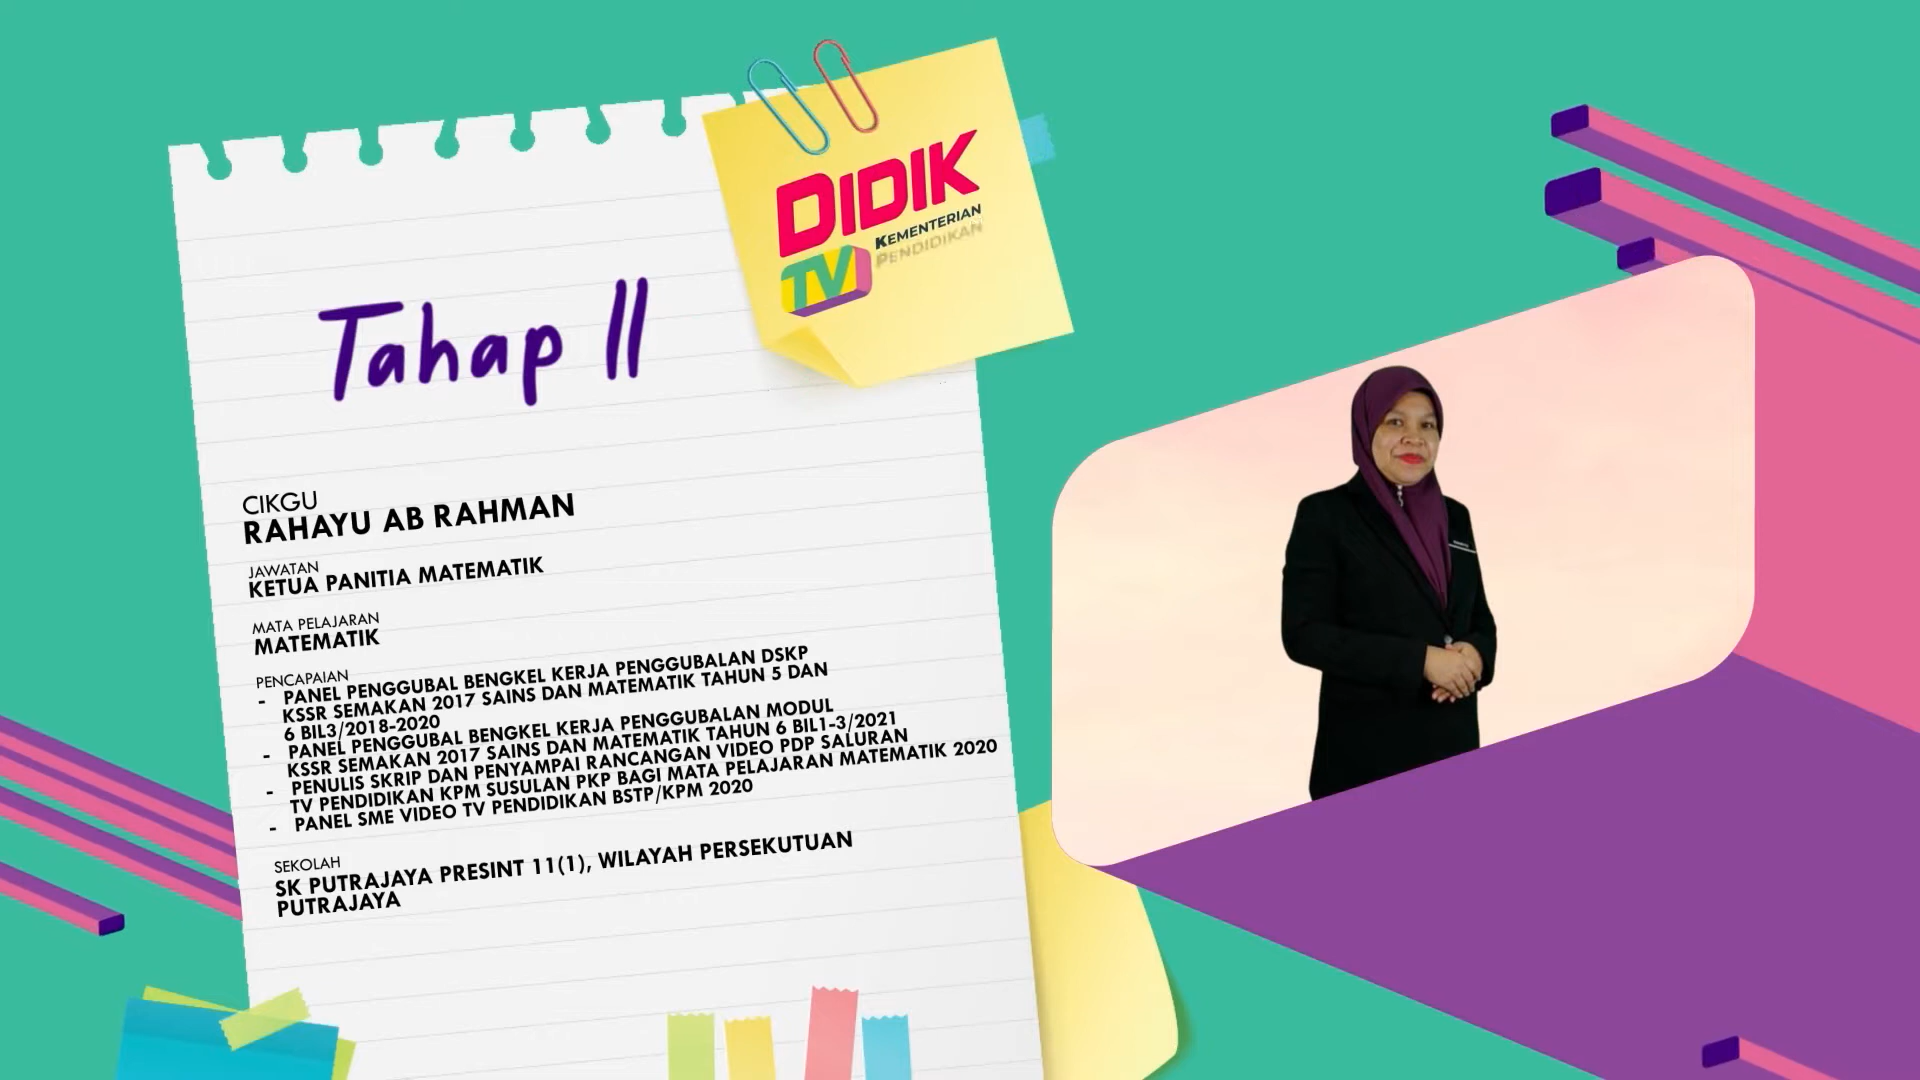 DIDIK
TV
KEMENTERIAN
PENDIDIKAN
Tahap II
CIKGU
RAHAYU AB RAHMAN
JAWATAN
KETUA PANITIA MATEMATIK
MATA PELAJARAN
MATEMATIK
PENCAPAIAN
- PANEL PENGGUBAL BENGKEL KERJA PENGGUBALAN DSKP
KSSR SEMAKAN 2017 SAINS DAN MATEMATIK TAHUN 5 DAN
6 BIL3/2018-2020
- PANEL PENGGUBAL BENGKEL KERJA PENGGUBALAN MODUL
KSSR SEMAKAN 2017 SAINS DAN MATEMATIK TAHUN 6 BIL1-3/2021
- PENULIS SKRIP DAN PENYAMPAI RANCANGAN VIDEO PDP SALURAN
TV PENDIDIKAN KPM SUSULAN PKP BAGI MATA PELAJARAN MATEMATIK 2020
- PANEL SME VIDEO TV PENDIDIKAN BSTP/KPM 2020
SEKOLAH
SK PUTRAJAYA PRESINT 11(1), WILAYAH PERSEKUTUAN
PUTRAJAYA